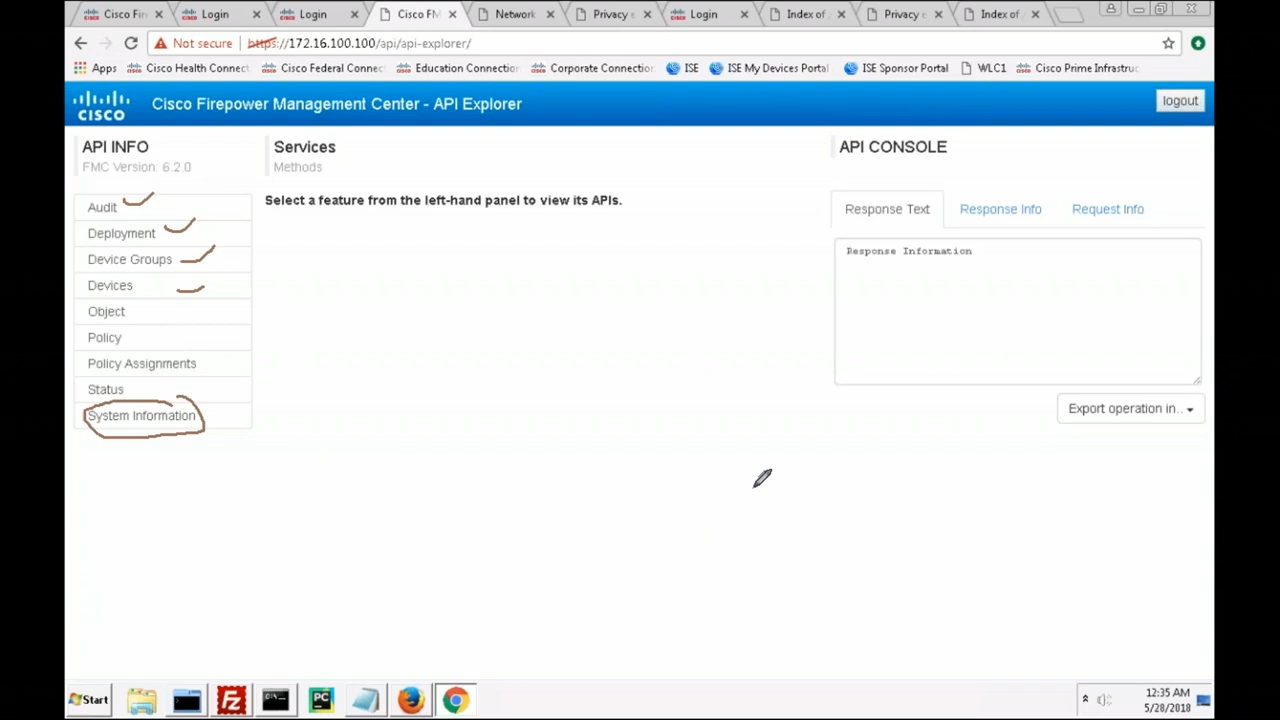 Cisco Fir
Login
Login
Cisco FM
Network
Privacy e
Login
Index of
Privacy e
Index of
Not secure
https://172.16.100.100/api/api-explorer/
Apps
Cisco Health Connect
Cisco Federal Connec
Education Connection
Corporate Connection
ISE
ISE My Devices Portal
ISE Sponsor Portal
WLC1
Cisco Prime Infrastruc
CISCO
Cisco Firepower Management Center - API Explorer
logout
API INFO
FMC Version: 6.2.0
Audit
Deployment
Device Groups
Devices
Object
Policy
Policy Assignments
Status
System Information
Services
Methods
Select a feature from the left-hand panel to view its APIs.
API CONSOLE
Response Text
Response Info
Request Info
Response Information
Export operation in..
Start
PC
12:35 AM
5/28/2018